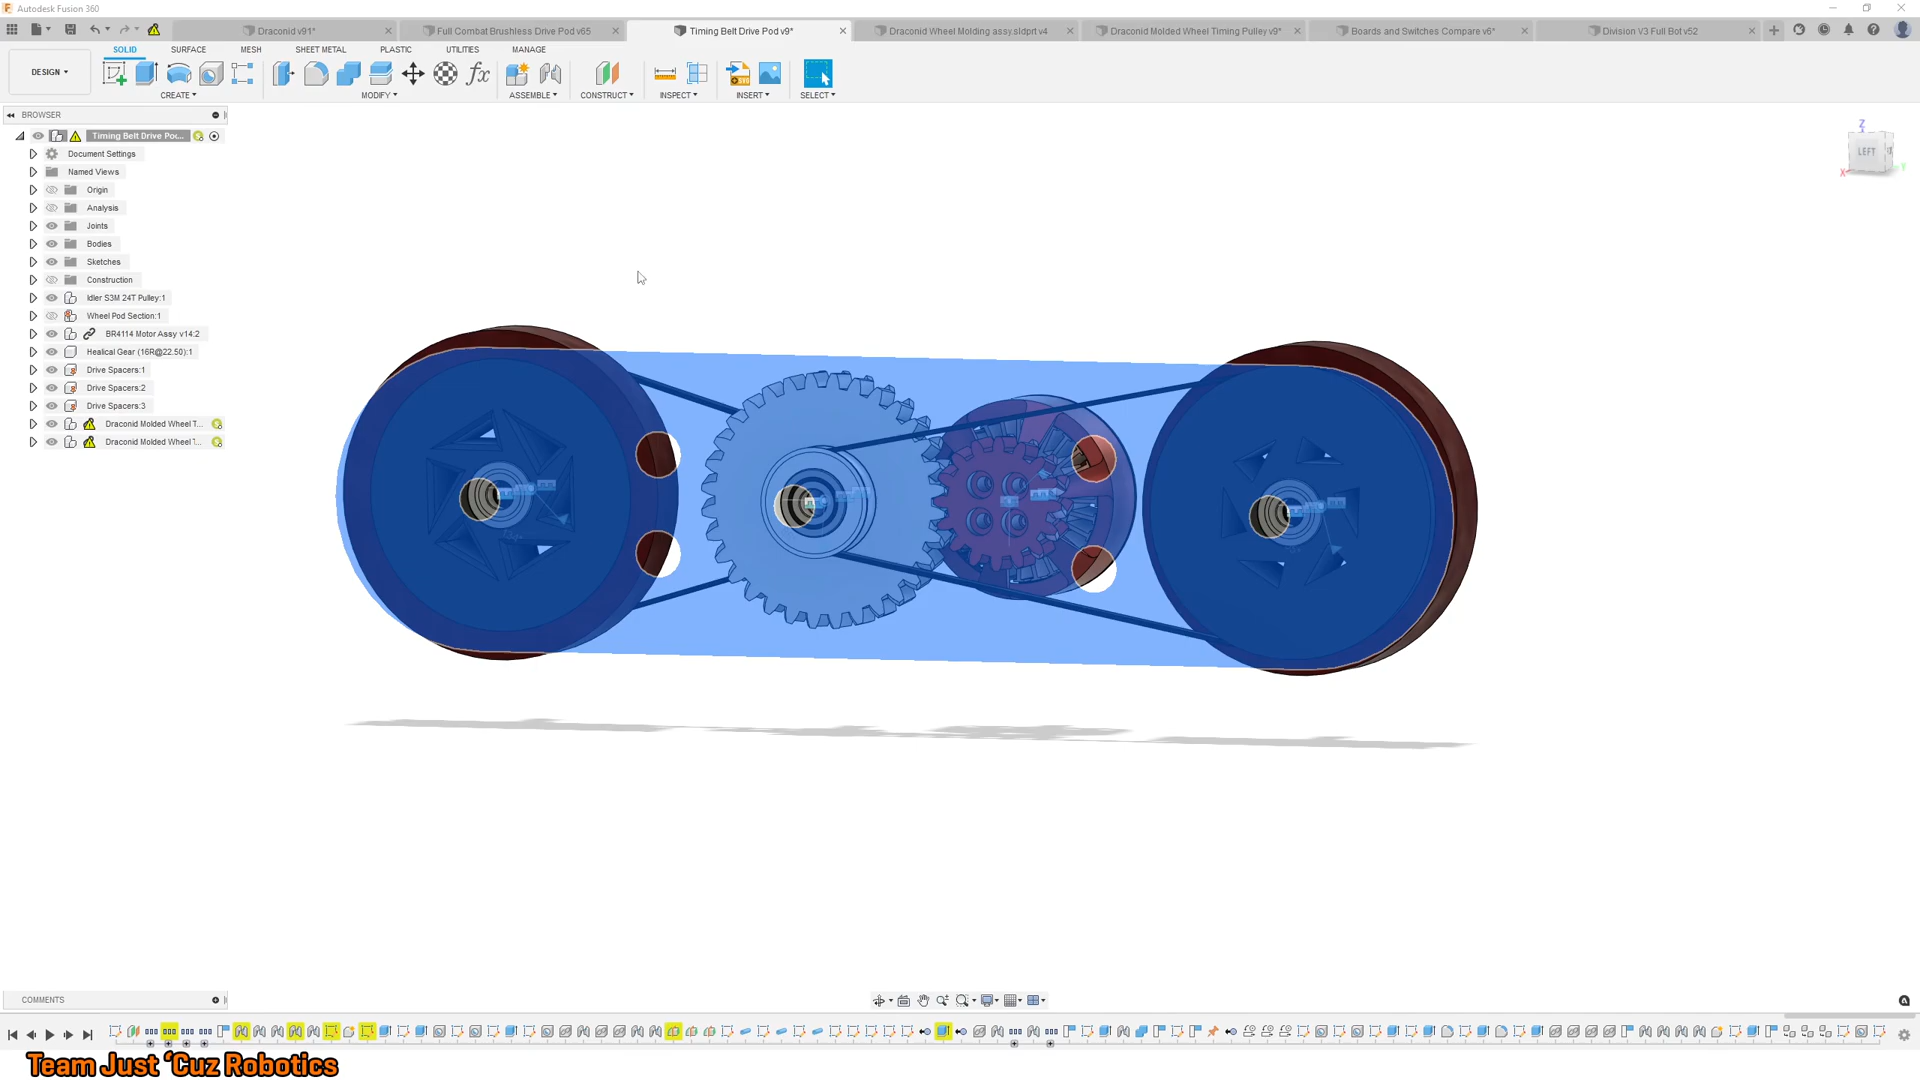 Autodesk Fusion 360
Draconid v91*
Full Combat Brushless Drive Pod v65
Timing Belt Drive Pod v9*
Draconid Wheel Molding assy.sldprt v4
Draconid Molded Wheel Timing Pulley v9*
Boards and Switches Compare v6*
Division V3 Full Bot v52
SOLID
SURFACE
MESH
SHEET METAL
PLASTIC
UTILITIES
MANAGE
DESIGN
CREATE
MODIFY
ASSEMBLE
CONSTRUCT
INSPECT
INSERT
SELECT
BROWSER
Timing Belt Drive Poc...
Document Settings
Named Views
Origin
Analysis
Joints
Bodies
Sketches
Construction
Idler S3M 24T Pulley:1
Wheel Pod Section:1
BR4114 Motor Assy v14:2
Healical Gear (16R@22.50):1
Drive Spacers:1
Drive Spacers:2
Drive Spacers:3
Draconid Molded Wheel T...
Draconid Molded Wheel T...
Z
LEFT
X
Y
COMMENTS
Team Just ‘Cuz Robotics